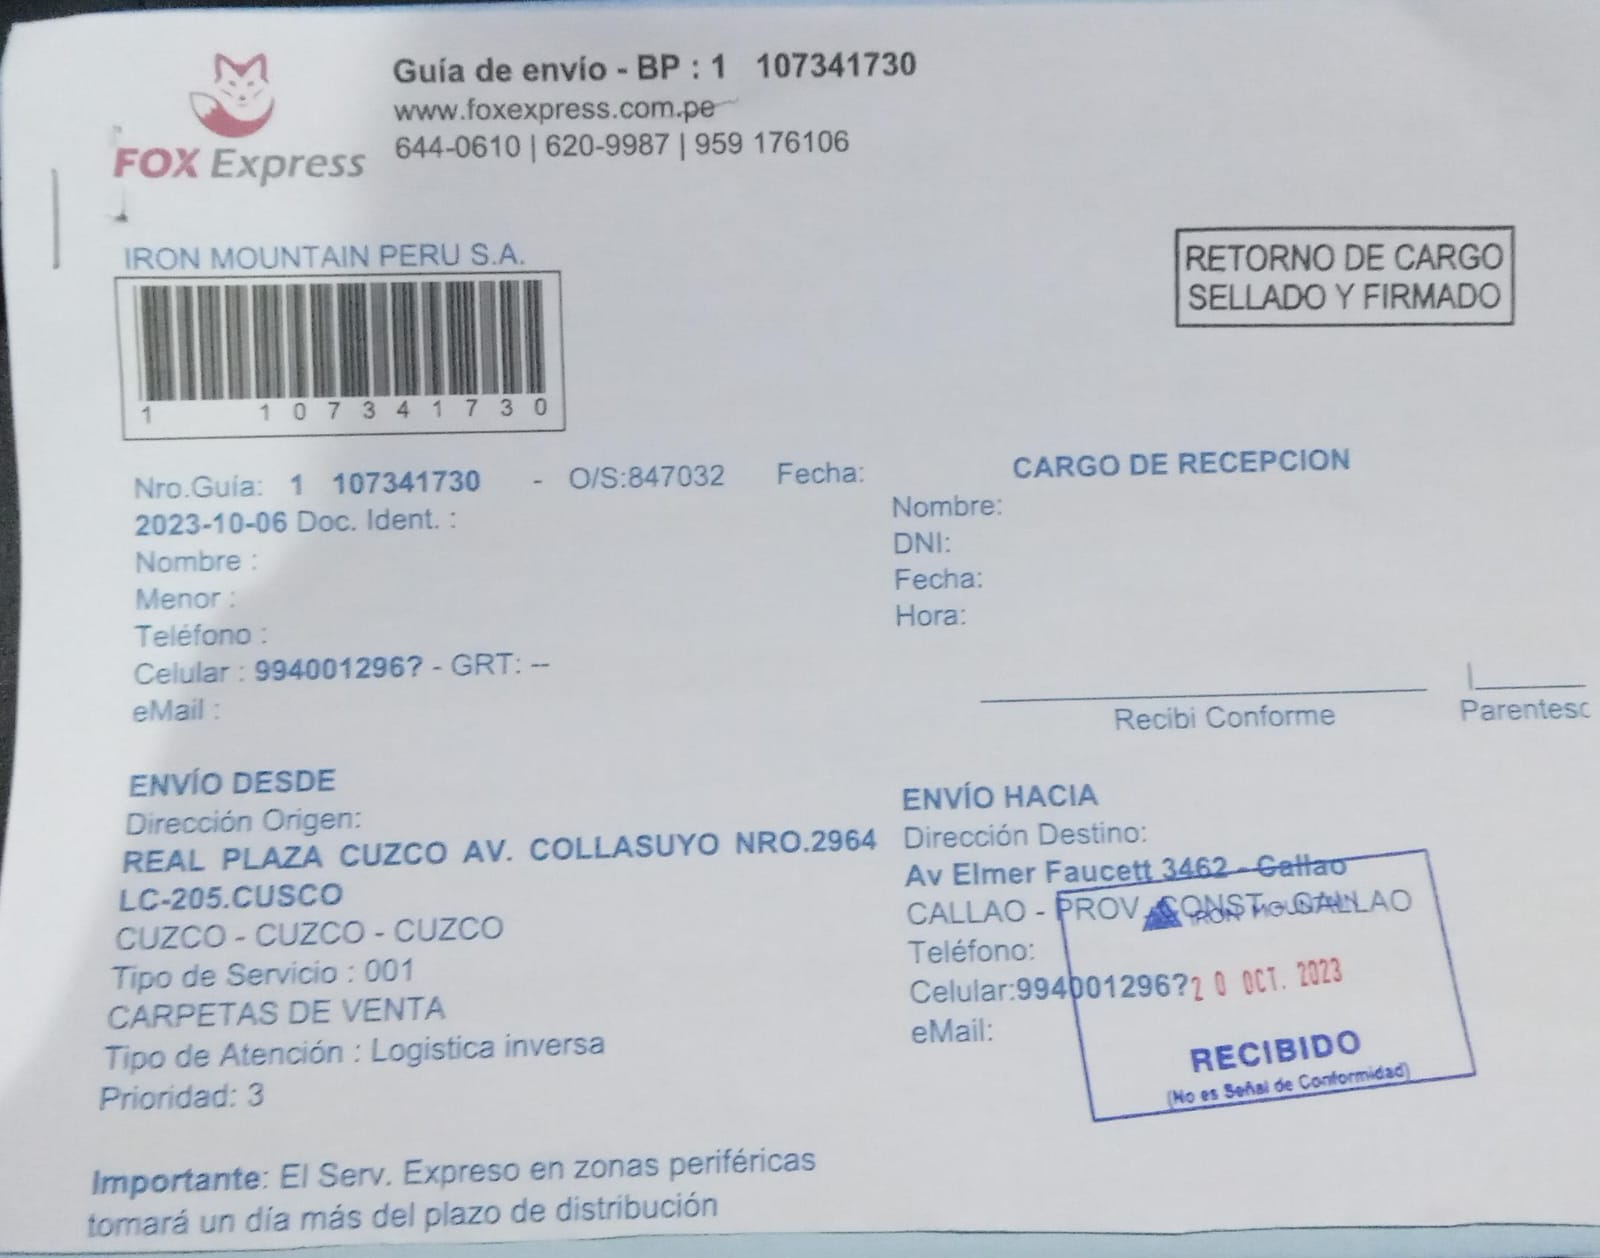 FOX Express
Guía de envío - BP : 1 107341730
www.foxexpress.com.pe
644-0610 | 620-9987 | 959 176106
IRON MOUNTAIN PERU S.A.
1 107341730
RETORNO DE CARGO
SELLADO Y FIRMADO
Nro.Guía: 1 107341730 - O/S:847032 Fecha:
2023-10-06 Doc. Ident. :
Nombre :
Menor :
Teléfono :
Celular : 994001296? - GRT: --
eMail :
CARGO DE RECEPCION
Nombre:
DNI:
Fecha:
Hora:
Recibi Conforme
Parentesc
ENVÍO DESDE
Dirección Origen:
REAL PLAZA CUZCO AV. COLLASUYO NRO.2964
LC-205.CUSCO
CUZCO - CUZCO - CUZCO
Tipo de Servicio : 001
CARPETAS DE VENTA
Tipo de Atención : Logistica inversa
Prioridad: 3
ENVÍO HACIA
Dirección Destino:
Av Elmer Faucett 3462 - Callao
CALLAO - PROV. CONST. CALLAO
Teléfono:
Celular:994001296?
eMail:
IRON MOUNTAIN
20 OCT. 2023
RECIBIDO
(No es Señal de Conformidad)
Importante: El Serv. Expreso en zonas periféricas
tomará un día más del plazo de distribución